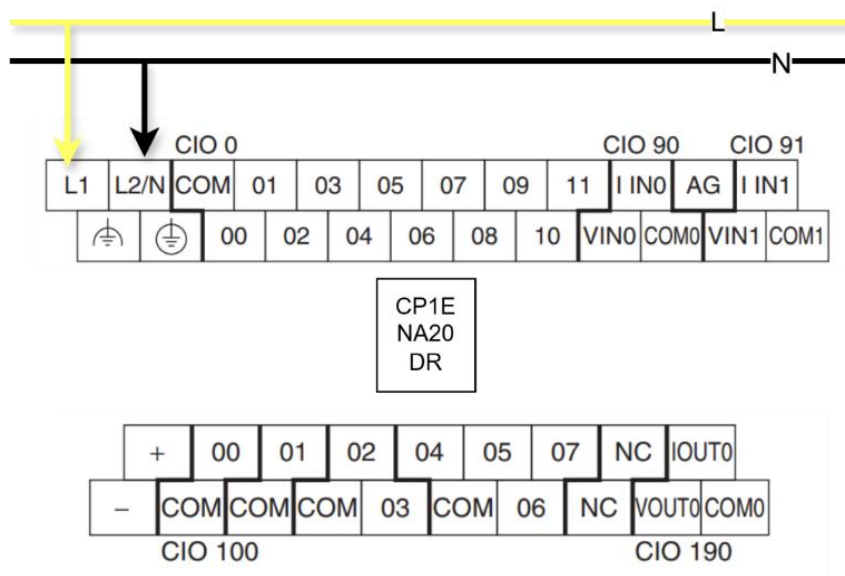 L
N
CIO 0 CIO 90 CIO 91
L1 L2/N COM 01 03 05 07 09 11 I IN0 AG I IN1
00 02 04 06 08 10 VIN0 COM0 VIN1 COM1
CP1E
NA20
DR
+ 00 01 02 04 05 07 NC IOUT0
– COM COM COM 03 COM 06 NC VOUT0 COM0
CIO 100 CIO 190